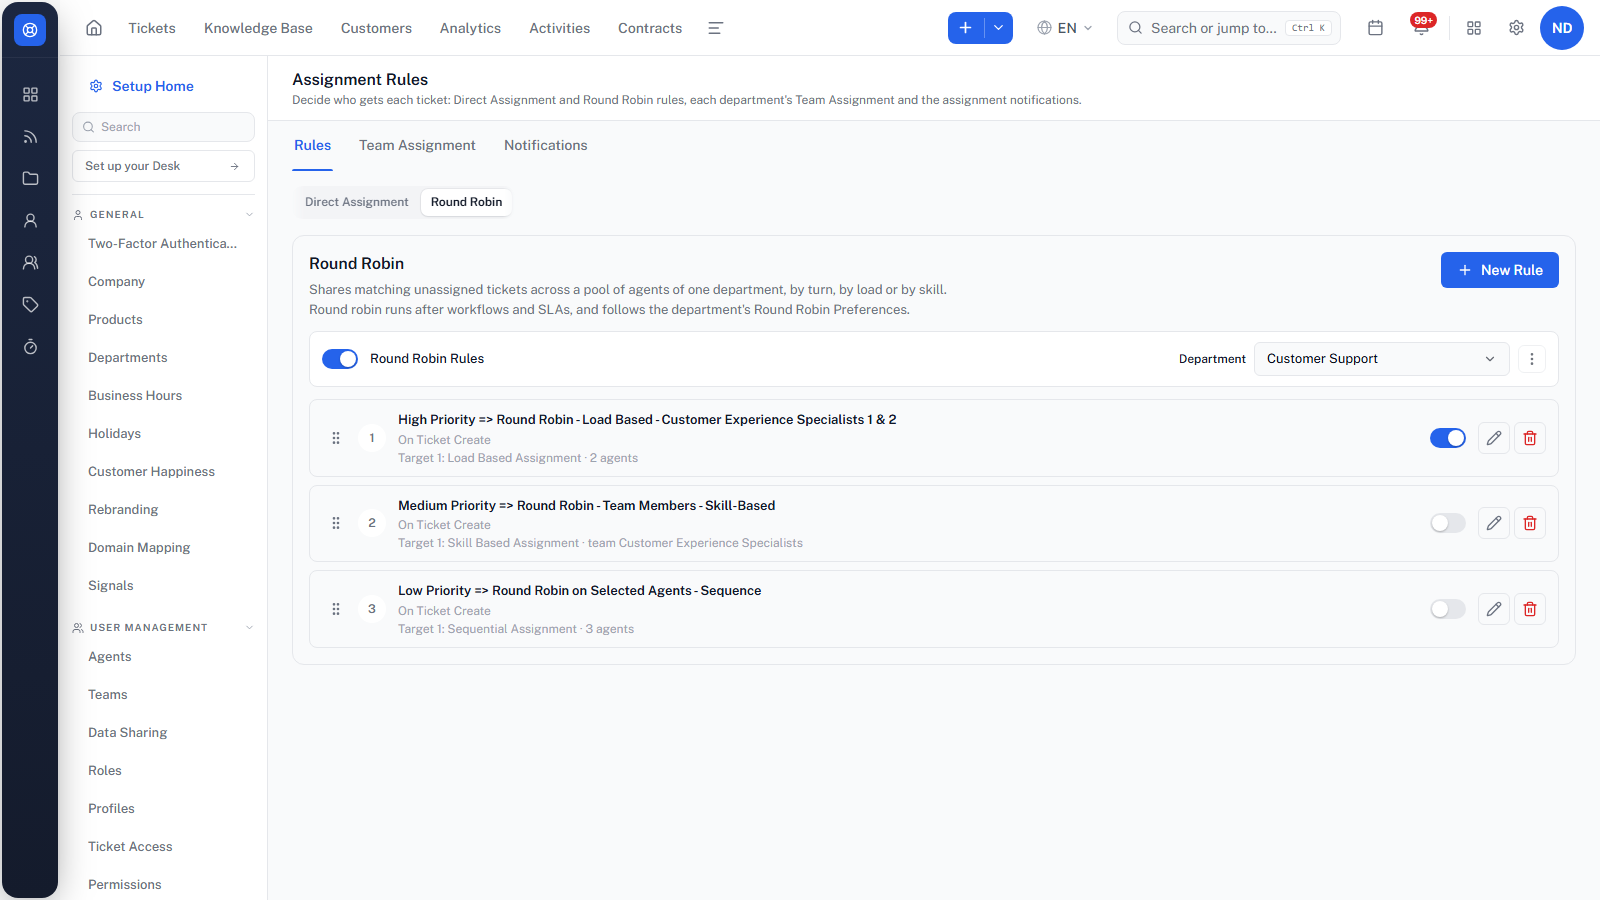 Tickets
Knowledge Base
Customers
Analytics
Activities
Contracts
EN
Search or jump to...
Ctrl K
99+
ND
Setup Home
Search
Set up your Desk
GENERAL
Two-Factor Authentica...
Company
Products
Departments
Business Hours
Holidays
Customer Happiness
Rebranding
Domain Mapping
Signals
USER MANAGEMENT
Agents
Teams
Data Sharing
Roles
Profiles
Ticket Access
Permissions
Assignment Rules
Decide who gets each ticket: Direct Assignment and Round Robin rules, each department's Team Assignment and the assignment notifications.
Rules
Team Assignment
Notifications
Direct Assignment
Round Robin
Round Robin
Shares matching unassigned tickets across a pool of agents of one department, by turn, by load or by skill.
Round robin runs after workflows and SLAs, and follows the department's Round Robin Preferences.
New Rule
Round Robin Rules
Department
Customer Support
1
High Priority => Round Robin - Load Based - Customer Experience Specialists 1 & 2
On Ticket Create
Target 1: Load Based Assignment · 2 agents
2
Medium Priority => Round Robin - Team Members - Skill-Based
On Ticket Create
Target 1: Skill Based Assignment · team Customer Experience Specialists
3
Low Priority => Round Robin on Selected Agents - Sequence
On Ticket Create
Target 1: Sequential Assignment · 3 agents